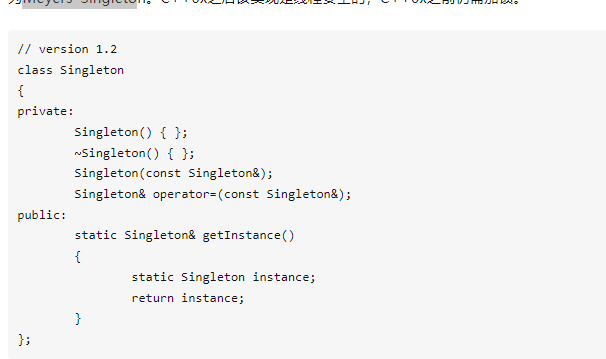 为Meyers' Singleton。C++0x之后该实现是线程安全的，C++0x之前仍需加锁。
// version 1.2
class Singleton
{
private:
	Singleton() { };
	~Singleton() { };
	Singleton(const Singleton&);
	Singleton& operator=(const Singleton&);
public:
	static Singleton& getInstance()
	{
		static Singleton instance;
		return instance;
	}
};